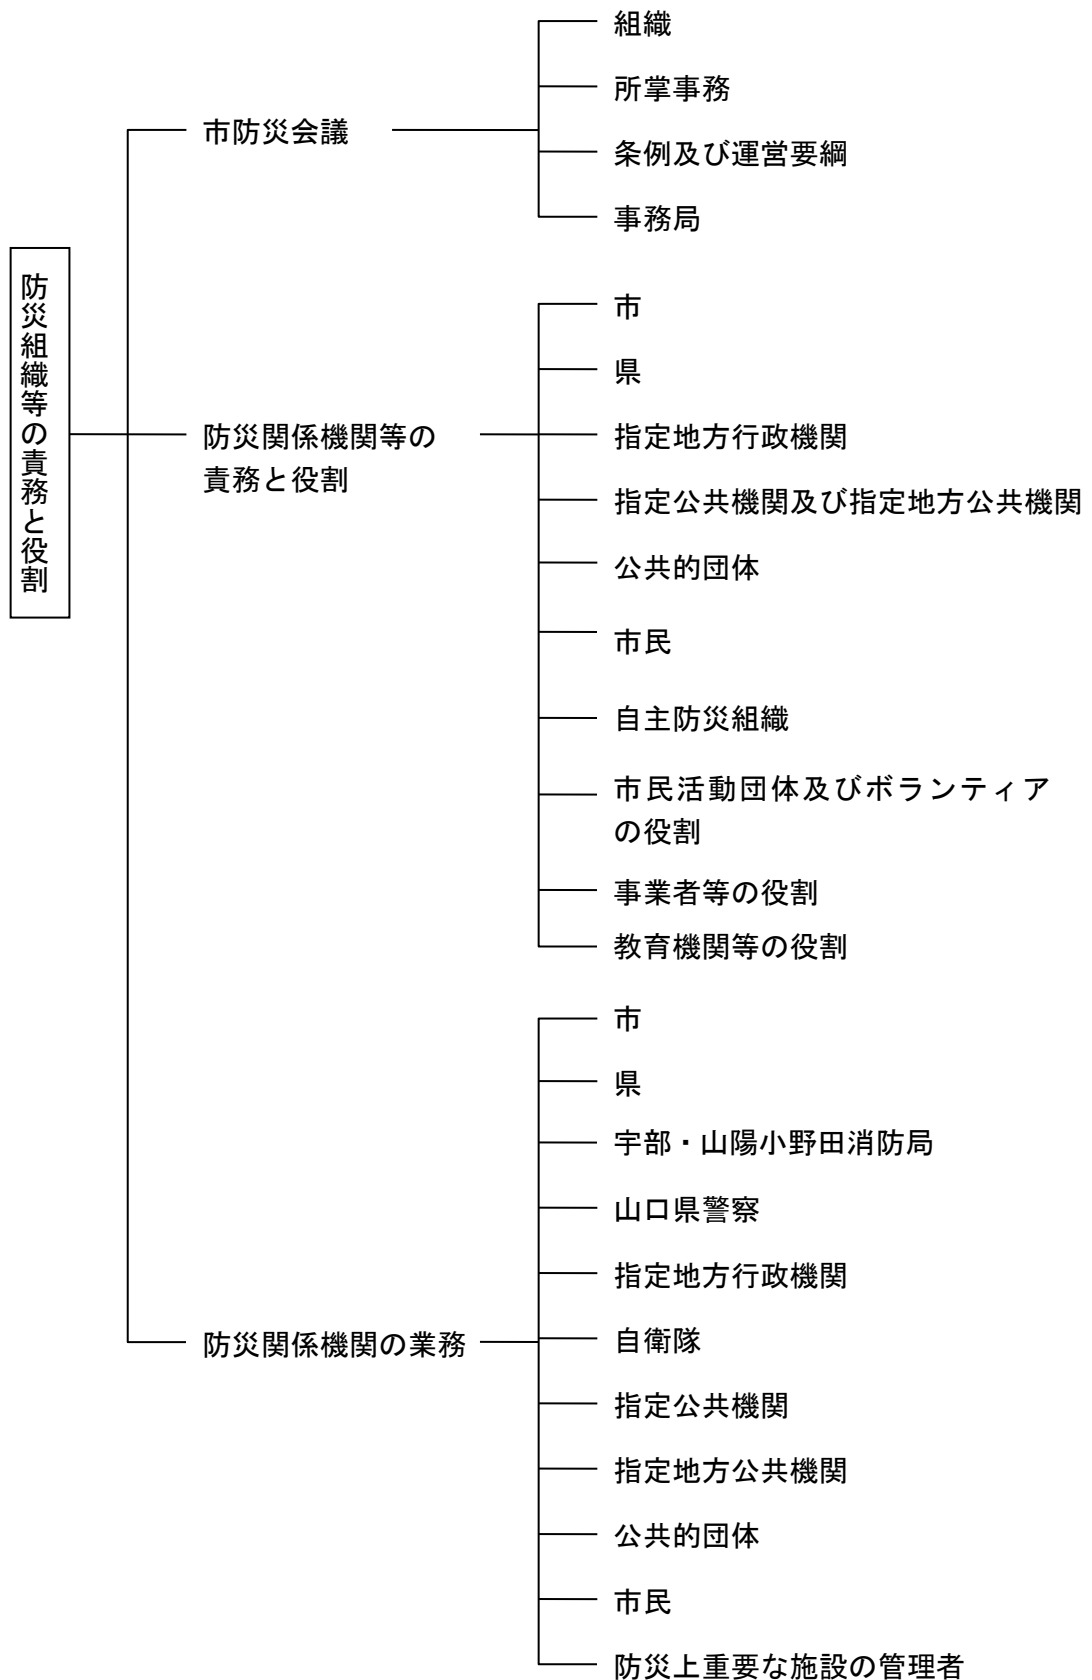 防災組織等の責務と役割
市防災会議
組織
所掌事務
条例及び運営要綱
事務局
防災関係機関等の
責務と役割
市
県
指定地方行政機関
指定公共機関及び指定地方公共機関
公共的団体
市民
自主防災組織
市民活動団体及びボランティア
の役割
事業者等の役割
教育機関等の役割
防災関係機関の業務
市
県
宇部・山陽小野田消防局
山口県警察
指定地方行政機関
自衛隊
指定公共機関
指定地方公共機関
公共的団体
市民
防災上重要な施設の管理者